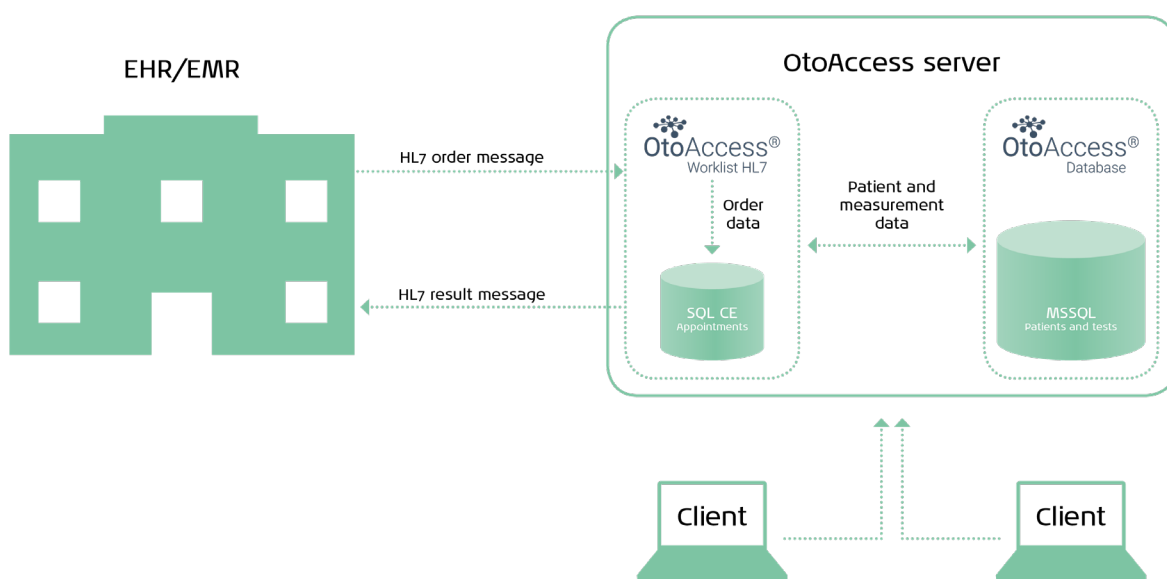 EHR/EMR
OtoAccess server
HL7 order message
HL7 result message
OtoAccess®
Worklist HL7
Order
data
SQL CE
Appointments
Patient and
measurement
data
OtoAccess®
Database
MSSQL
Patients and tests
Client
Client